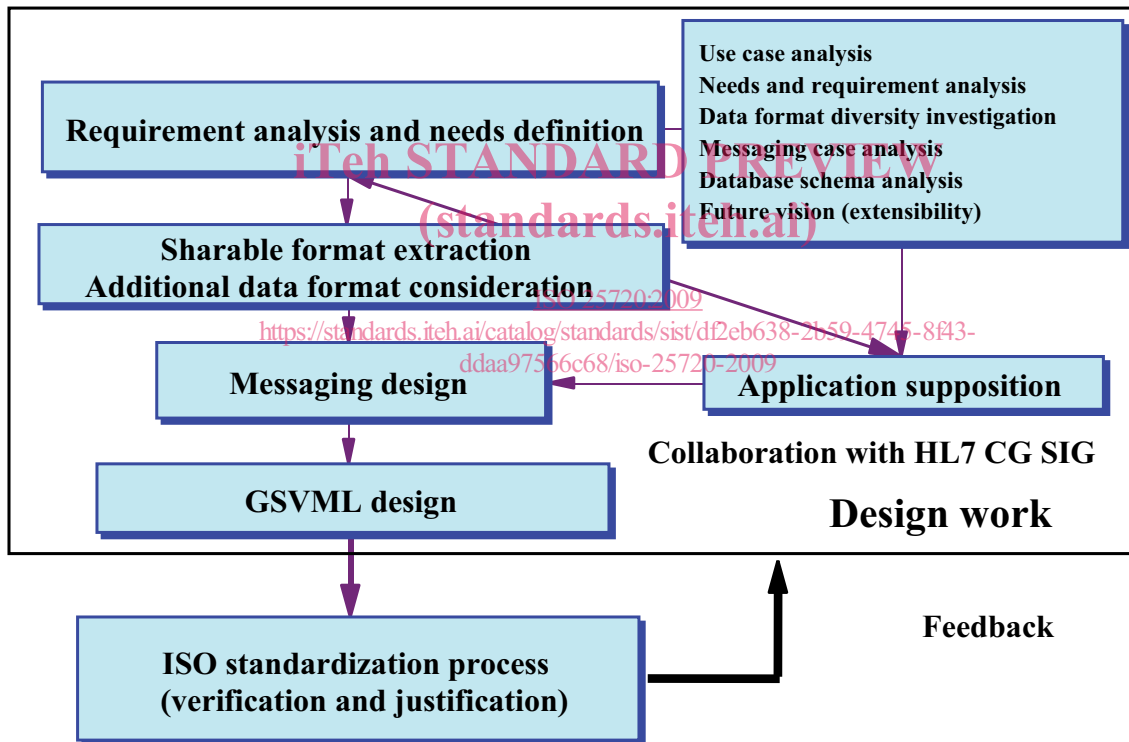 Use case analysis
Needs and requirement analysis
Data format diversity investigation
Messaging case analysis
Database schema analysis
Future vision (extensibility)
Requirement analysis and needs definition
iTeh STANDARD PREVIEW
(standards.iteh.ai)
Sharable format extraction
Additional data format consideration
ISO 25720:2009
https://standards.iteh.ai/catalog/standards/sist/df2eb638-2b59-4745-8f43-
ddaa97566c68/iso-25720-2009
Messaging design
Application supposition
Collaboration with HL7 CG SIG
GSVML design
Design work
Feedback
ISO standardization process
(verification and justification)